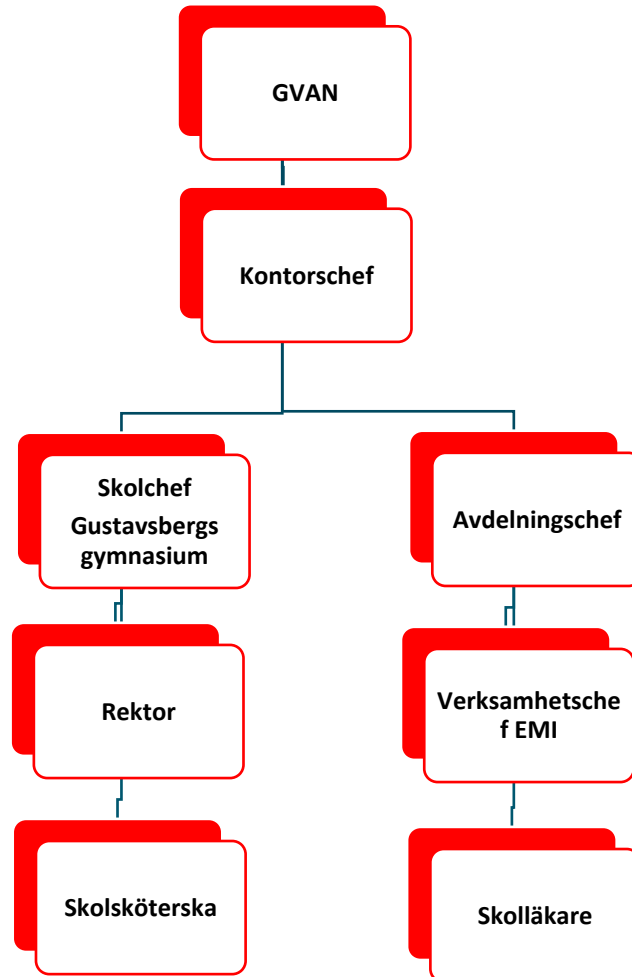 GVAN
Kontorschef
Skolchef
Gustavsbergs
gymnasium
Avdelningschef
Rektor
Verksamhetsche
f EMI
Skolsköterska
Skolläkare